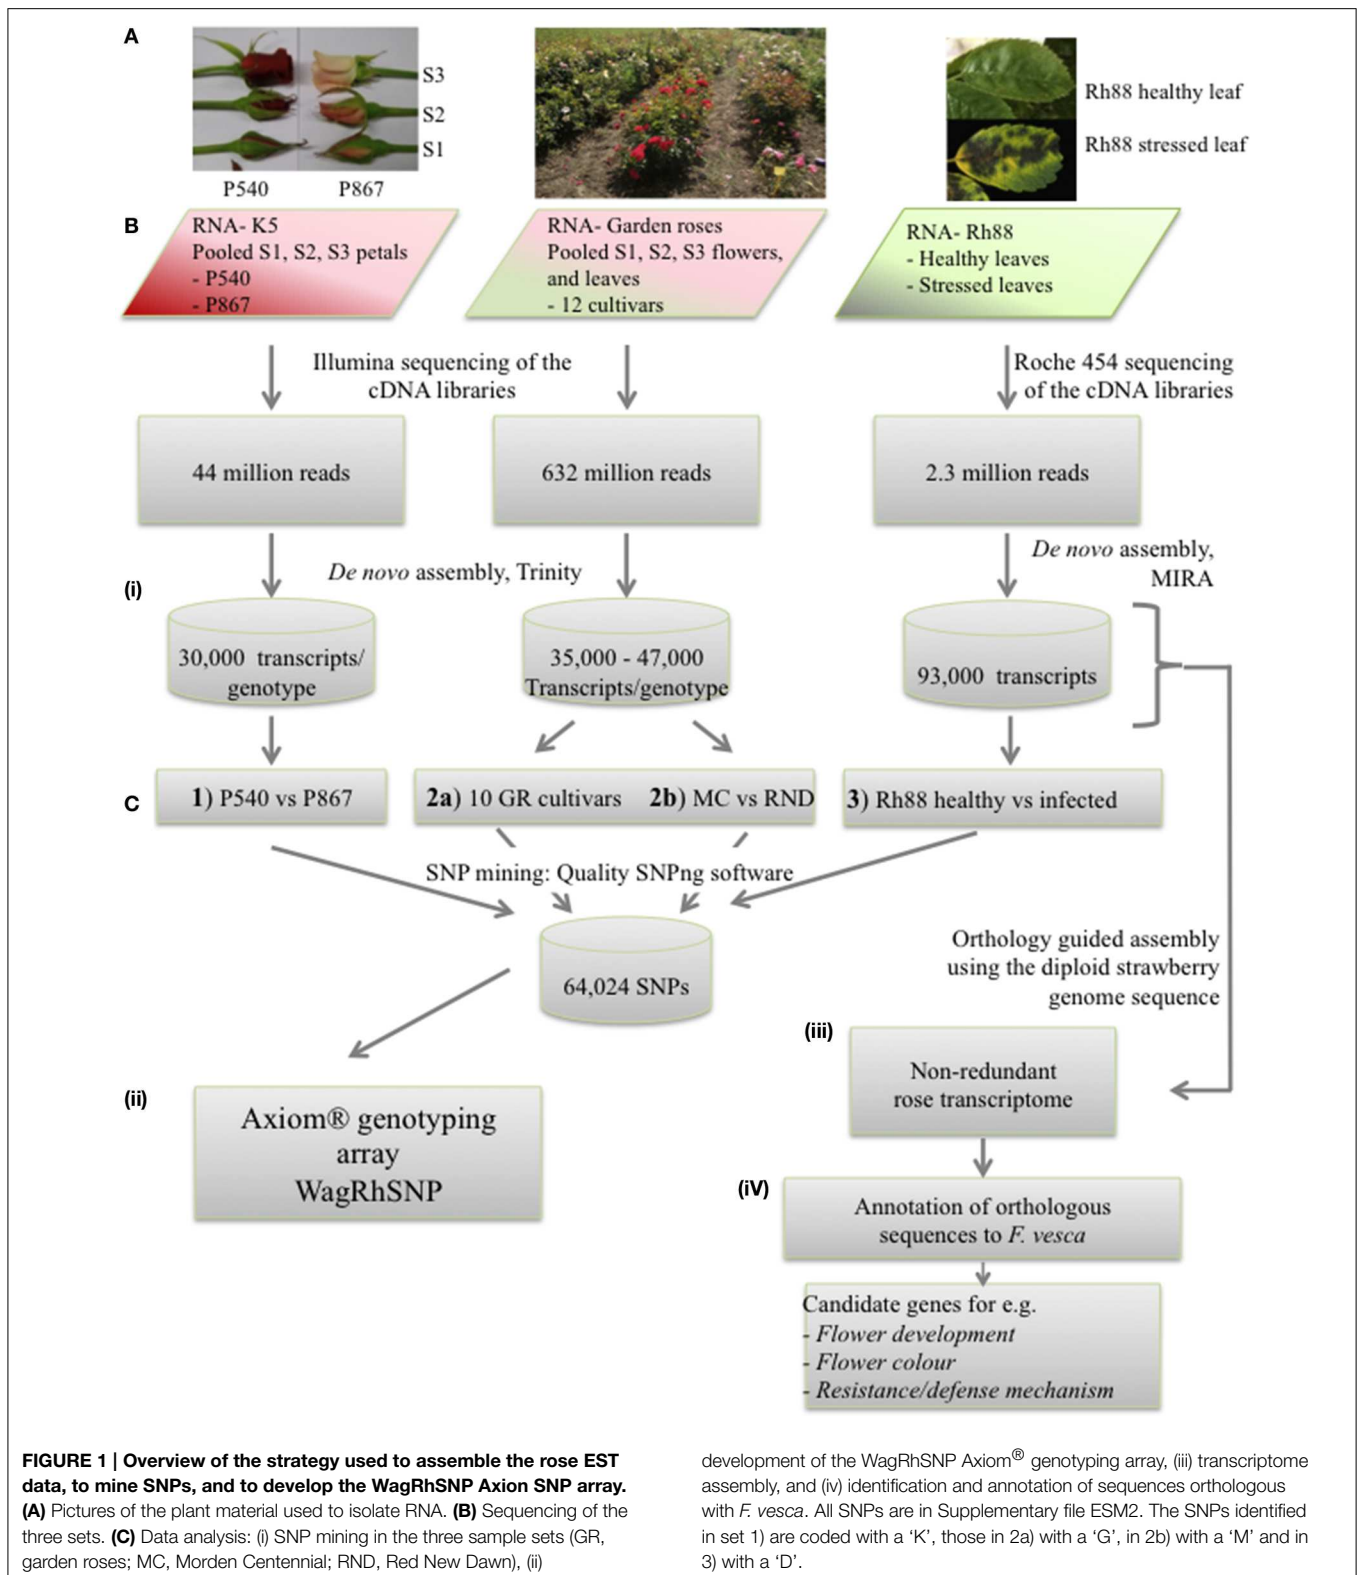 A
S3
S2
S1
P540 P867
Rh88 healthy leaf
Rh88 stressed leaf
B
RNA- K5
Pooled S1, S2, S3 petals
- P540
- P867
RNA- Garden roses
Pooled S1, S2, S3 flowers,
and leaves
- 12 cultivars
RNA- Rh88
- Healthy leaves
- Stressed leaves
Illumina sequencing of the
cDNA libraries
Roche 454 sequencing
of the cDNA libraries
44 million reads
632 million reads
2.3 million reads
De novo assembly, Trinity
De novo assembly,
MIRA
(i)
30,000 transcripts/
genotype
35,000 - 47,000
Transcripts/genotype
93,000 transcripts
C
1) P540 vs P867
2a) 10 GR cultivars 2b) MC vs RND
3) Rh88 healthy vs infected
SNP mining: Quality SNPng software
64,024 SNPs
Orthology guided assembly
using the diploid strawberry
genome sequence
(ii)
Axiom® genotyping
array
WagRhSNP
(iii)
Non-redundant
rose transcriptome
(iV)
Annotation of orthologous
sequences to F. vesca
Candidate genes for e.g.
- Flower development
- Flower colour
- Resistance/defense mechanism
FIGURE 1 | Overview of the strategy used to assemble the rose EST
data, to mine SNPs, and to develop the WagRhSNP Axion SNP array.
(A) Pictures of the plant material used to isolate RNA. (B) Sequencing of the
three sets. (C) Data analysis: (i) SNP mining in the three sample sets (GR,
garden roses; MC, Morden Centennial; RND, Red New Dawn), (ii)
development of the WagRhSNP Axiom® genotyping array, (iii) transcriptome
assembly, and (iv) identification and annotation of sequences orthologous
with F. vesca. All SNPs are in Supplementary file ESM2. The SNPs identified
in set 1) are coded with a ‘K’, those in 2a) with a ‘G’, in 2b) with a ‘M’ and in
3) with a ‘D’.